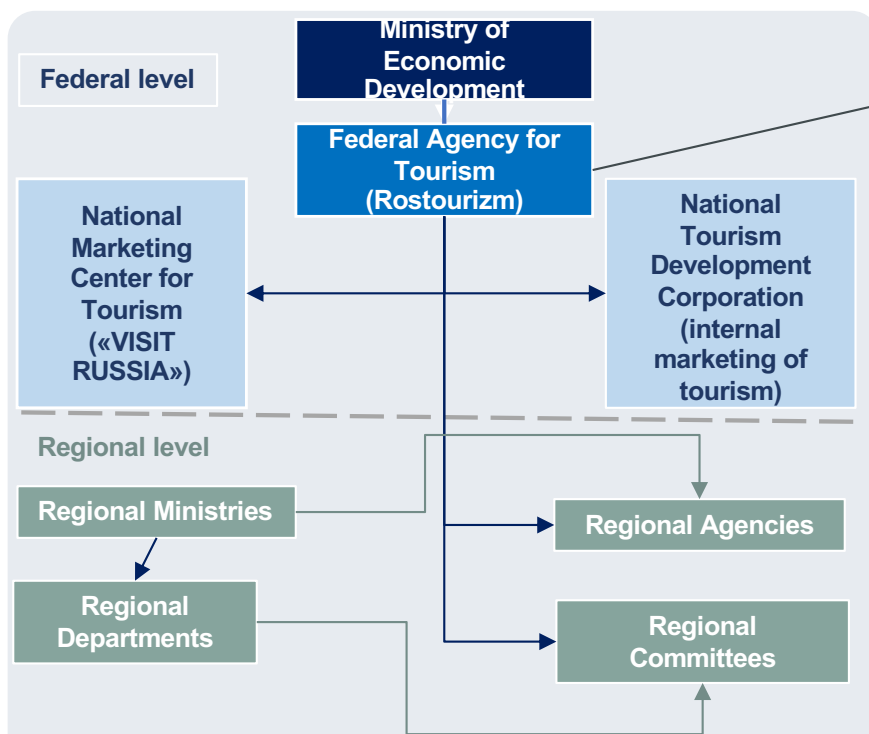 Ministry of
Economic
Development
Federal level
Federal Agency for
Tourism
(Rostourizm)
National
Marketing
Center for
Tourism
(«VISIT
RUSSIA»)
National
Tourism
Development
Corporation
(internal
marketing of
tourism)
Regional level
Regional Ministries
Regional Agencies
Regional
Departments
Regional
Committees